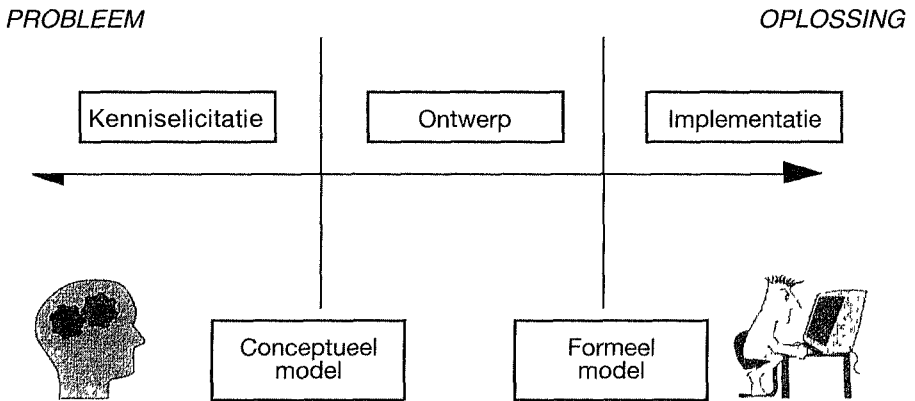 PROBLEEM
OPLOSSING
Kenniselicitatie
Ontwerp
Implementatie
Conceptueel
model
Formeel
model